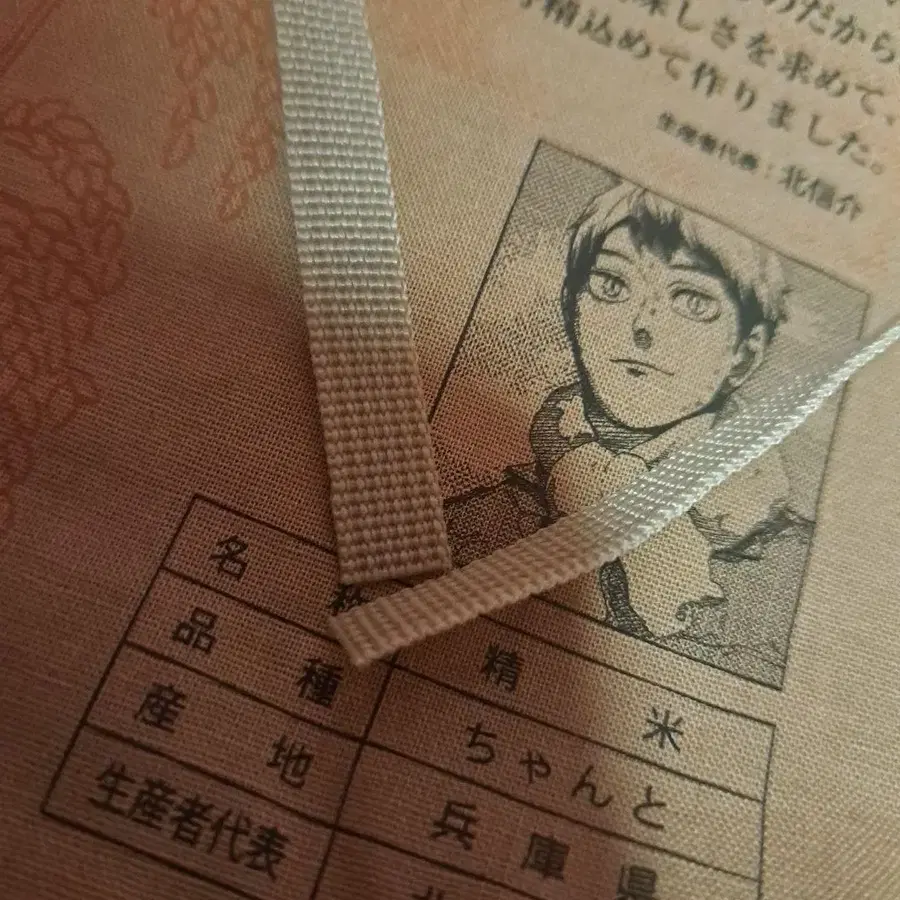 のだから
味しさを求めて、
精込めて作りました。
生産者代表：北信介
名
精 米
品 種
ちゃんと
産 地
兵庫県
生産者代表
北